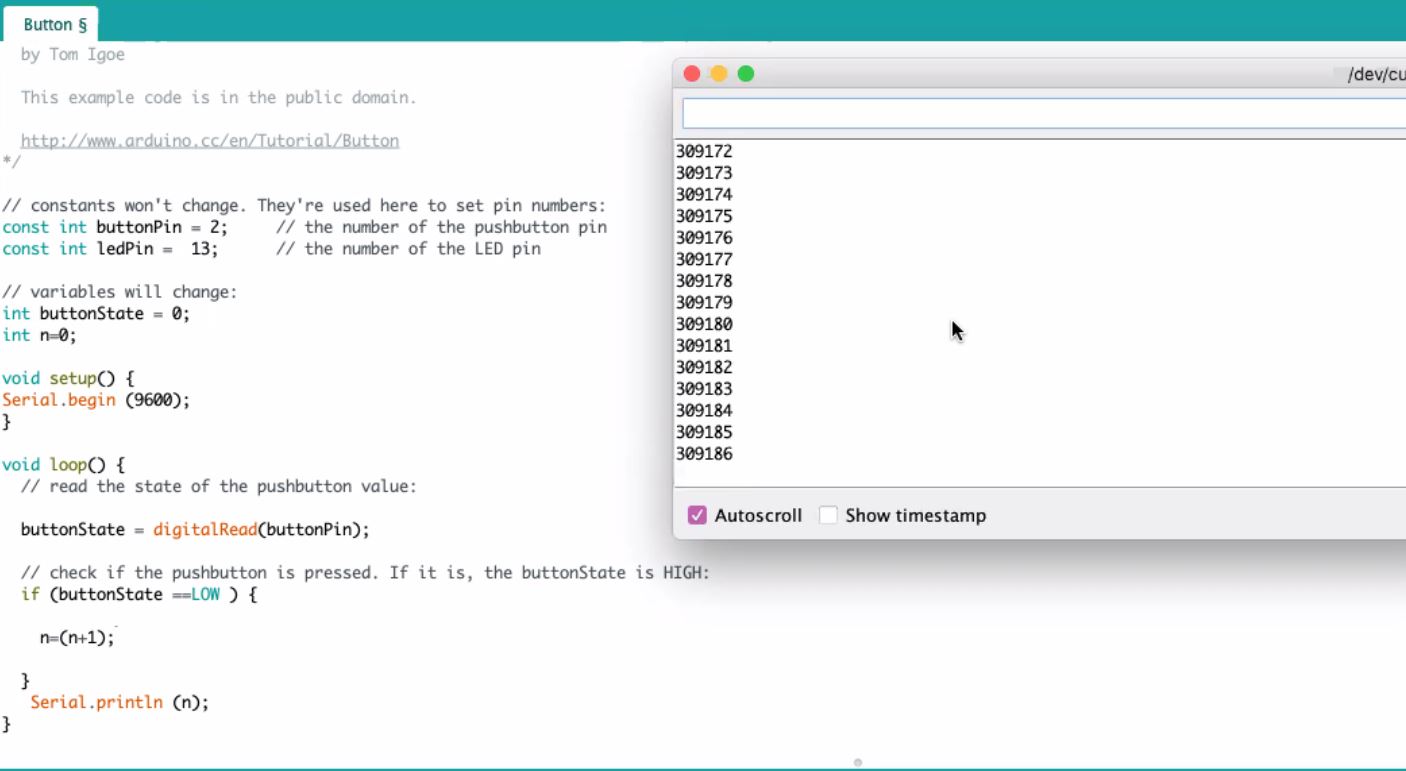 Button §
by Tom Igoe
This example code is in the public domain.
http://www.arduino.cc/en/Tutorial/Button
*/
// constants won't change. They're used here to set pin numbers:
const int buttonPin = 2;     // the number of the pushbutton pin
const int ledPin =  13;      // the number of the LED pin
// variables will change:
int buttonState = 0;
int n=0;
void setup() {
Serial.begin (9600);
}
void loop() {
// read the state of the pushbutton value:
buttonState = digitalRead(buttonPin);
// check if the pushbutton is pressed. If it is, the buttonState is HIGH:
if (buttonState ==LOW ) {
n=(n+1);
}
Serial.println (n);
}
/dev/cu
309172
309173
309174
309175
309176
309177
309178
309179
309180
309181
309182
309183
309184
309185
309186
Autoscroll Show timestamp